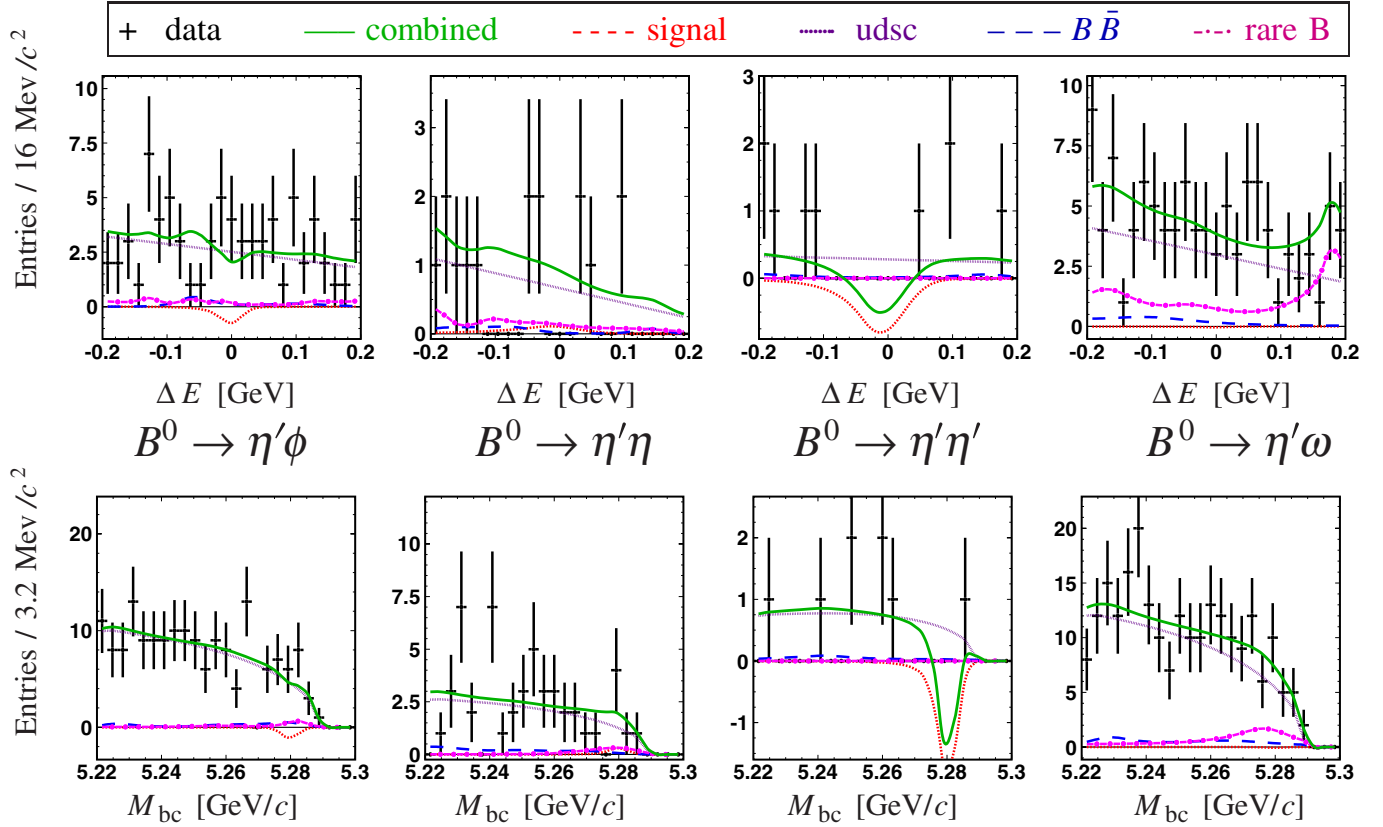 data combined signal udsc B B̄ rare B
Entries / 16 Mev/c²
10
7.5
5
2.5
0
-0.2 -0.1 0 0.1 0.2
ΔE [GeV]
3
2
1
0
-0.2 -0.1 0 0.1 0.2
ΔE [GeV]
3
2
1
0
-0.2 -0.1 0 0.1 0.2
ΔE [GeV]
10
7.5
5
2.5
0
-0.2 -0.1 0 0.1 0.2
ΔE [GeV]
B⁰ → η′ϕ B⁰ → η′η B⁰ → η′η′ B⁰ → η′ω
Entries / 3.2 Mev/c²
20
10
0
5.22 5.24 5.26 5.28 5.3
M_bc [GeV/c]
10
7.5
5
2.5
0
5.22 5.24 5.26 5.28 5.3
M_bc [GeV/c]
2
1
0
-1
5.22 5.24 5.26 5.28 5.3
M_bc [GeV/c]
20
15
10
5
0
5.22 5.24 5.26 5.28 5.3
M_bc [GeV/c]